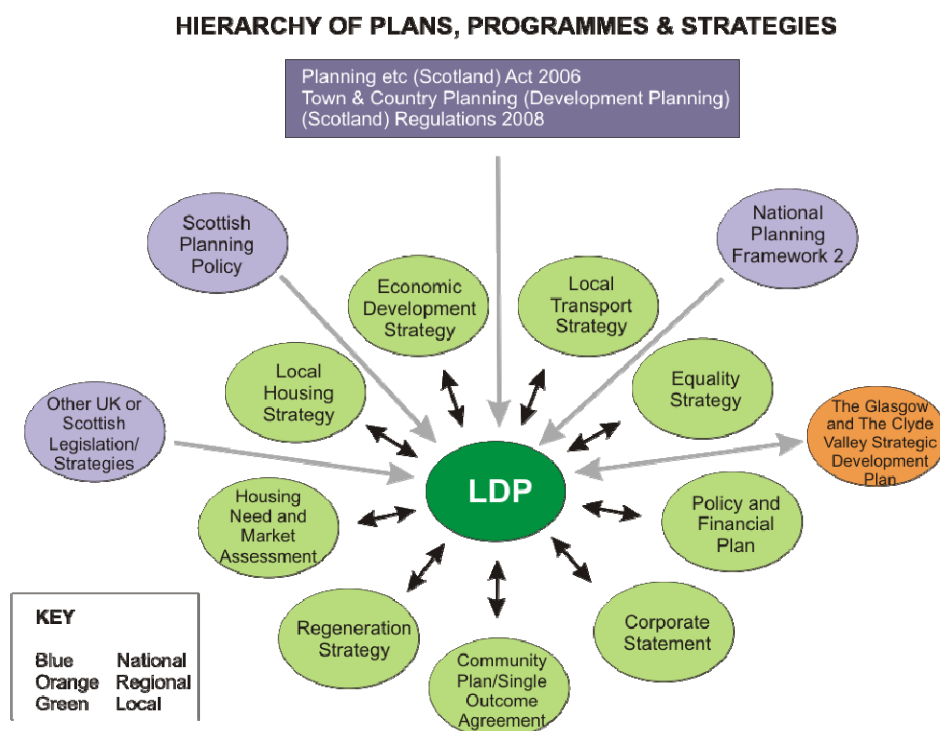 HIERARCHY OF PLANS, PROGRAMMES & STRATEGIES
Planning etc (Scotland) Act 2006
Town & Country Planning (Development Planning)
(Scotland) Regulations 2008
Scottish
Planning
Policy
National
Planning
Framework 2
Economic
Development
Strategy
Local
Transport
Strategy
Local
Housing
Strategy
Equality
Strategy
Other UK or
Scottish
Legislation/
Strategies
The Glasgow
and The Clyde
Valley Strategic
Development
Plan
LDP
Housing
Need and
Market
Assessment
Policy and
Financial
Plan
Regeneration
Strategy
Corporate
Statement
Community
Plan/Single
Outcome
Agreement
KEY
Blue National
Orange Regional
Green Local